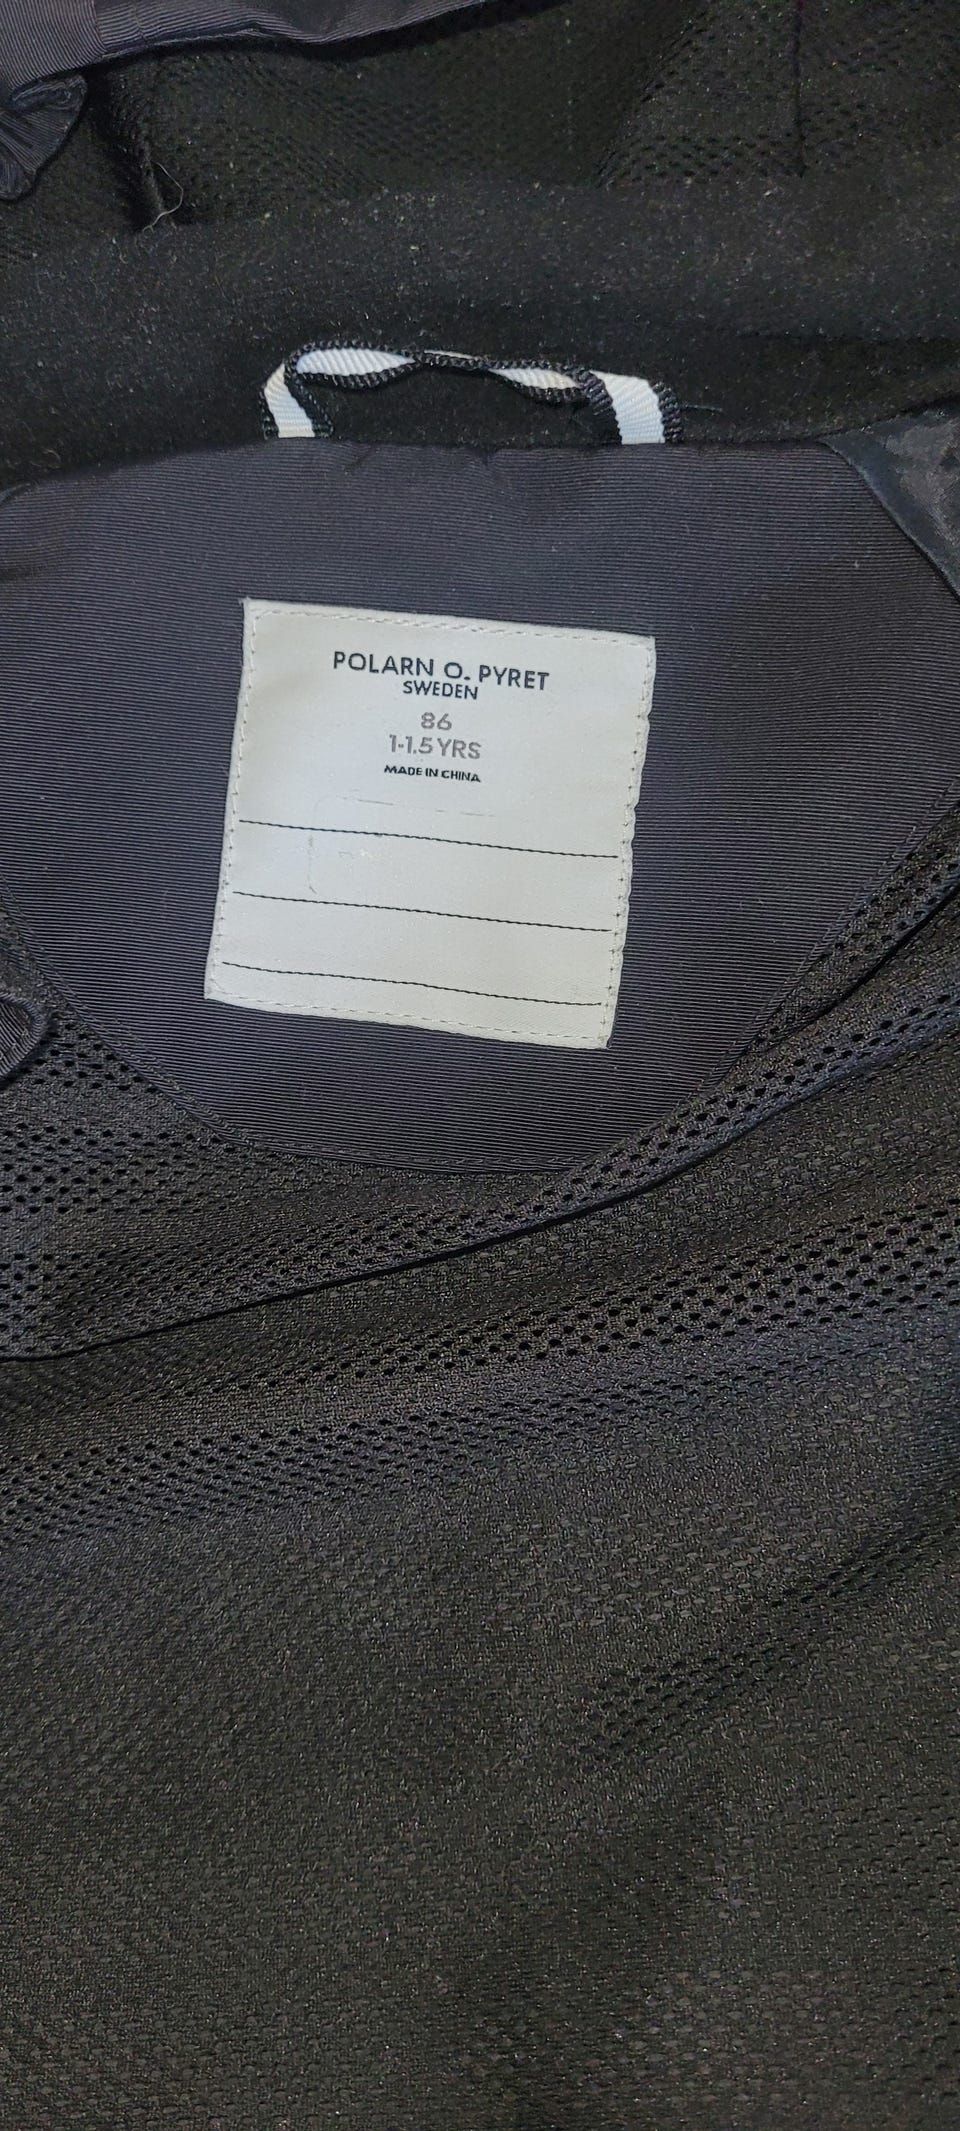 POLARN O. PYRET
SWEDEN
86
1-1.5 YRS
MADE IN CHINA